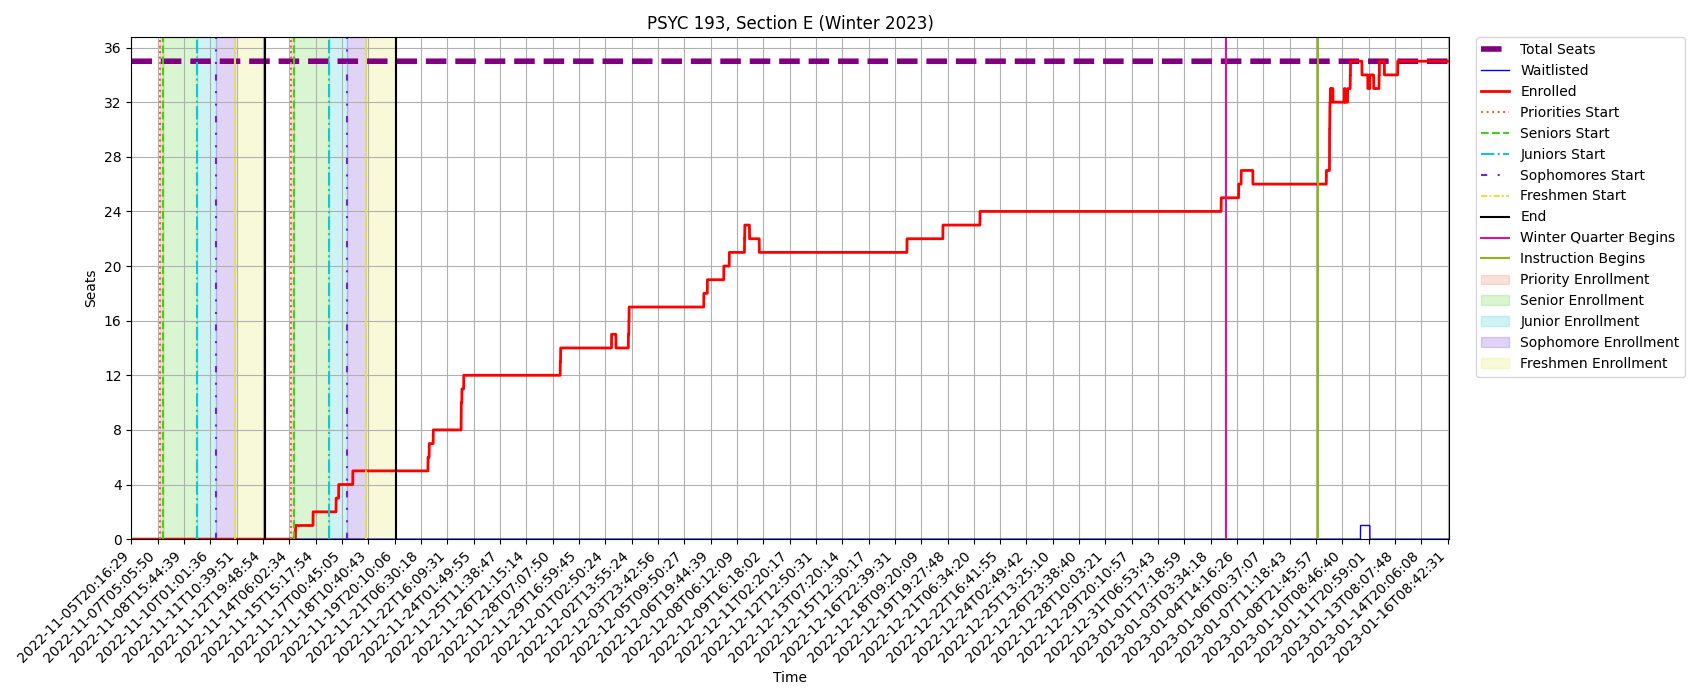 PSYC 193, Section E (Winter 2023)
36
32
28
24
20
16
12
8
4
0
Seats
2022-11-05T20:16:29
2022-11-07T05:05:50
2022-11-08T15:44:39
2022-11-10T01:01:36
2022-11-11T10:39:51
2022-11-12T19:48:54
2022-11-14T06:02:34
2022-11-15T15:17:54
2022-11-17T00:45:05
2022-11-18T10:40:43
2022-11-19T20:10:06
2022-11-21T06:30:18
2022-11-22T16:09:31
2022-11-24T01:49:55
2022-11-25T11:38:47
2022-11-26T21:15:14
2022-11-28T07:07:50
2022-11-29T16:59:45
2022-12-01T02:50:24
2022-12-02T13:55:24
2022-12-03T23:42:56
2022-12-05T09:50:27
2022-12-06T19:44:39
2022-12-08T06:12:09
2022-12-09T16:18:02
2022-12-11T02:20:17
2022-12-12T12:50:31
2022-12-13T07:20:14
2022-12-15T12:30:17
2022-12-16T22:39:31
2022-12-18T09:20:09
2022-12-19T19:27:48
2022-12-21T06:34:20
2022-12-22T16:41:55
2022-12-24T02:49:42
2022-12-25T13:25:10
2022-12-26T23:38:40
2022-12-28T10:03:21
2022-12-29T20:10:57
2022-12-31T06:53:43
2023-01-01T17:18:59
2023-01-03T03:34:18
2023-01-04T14:16:26
2023-01-06T00:37:07
2023-01-07T11:18:43
2023-01-08T21:45:57
2023-01-10T08:46:40
2023-01-11T20:59:01
2023-01-13T08:07:48
2023-01-14T20:06:08
2023-01-16T08:42:31
Time
Total Seats
Waitlisted
Enrolled
Priorities Start
Seniors Start
Juniors Start
Sophomores Start
Freshmen Start
End
Winter Quarter Begins
Instruction Begins
Priority Enrollment
Senior Enrollment
Junior Enrollment
Sophomore Enrollment
Freshmen Enrollment